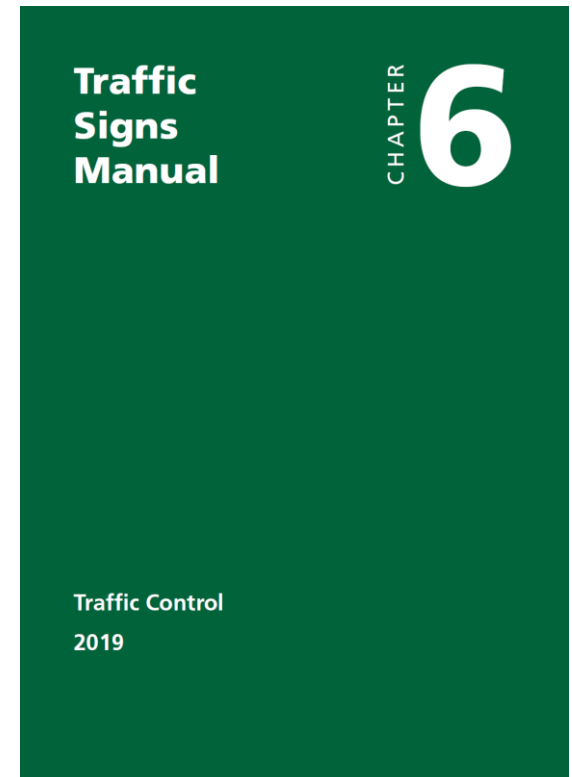 Traffic
Signs
Manual
CHAPTER
6
Traffic Control
2019